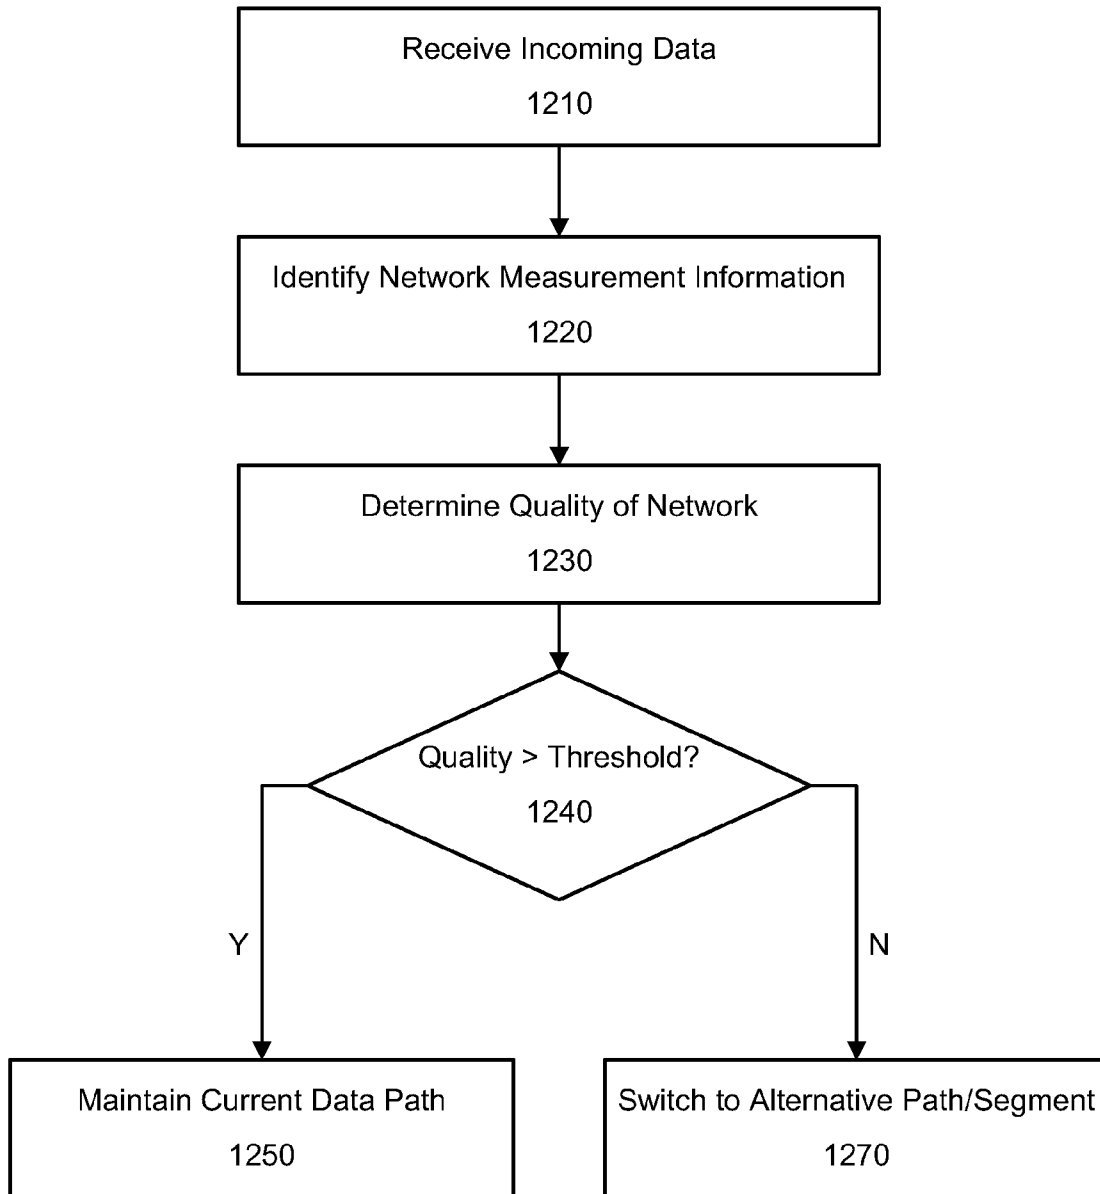 Receive Incoming Data
1210
Identify Network Measurement Information
1220
Determine Quality of Network
1230
Quality > Threshold?
1240
Y
N
Maintain Current Data Path
1250
Switch to Alternative Path/Segment
1270